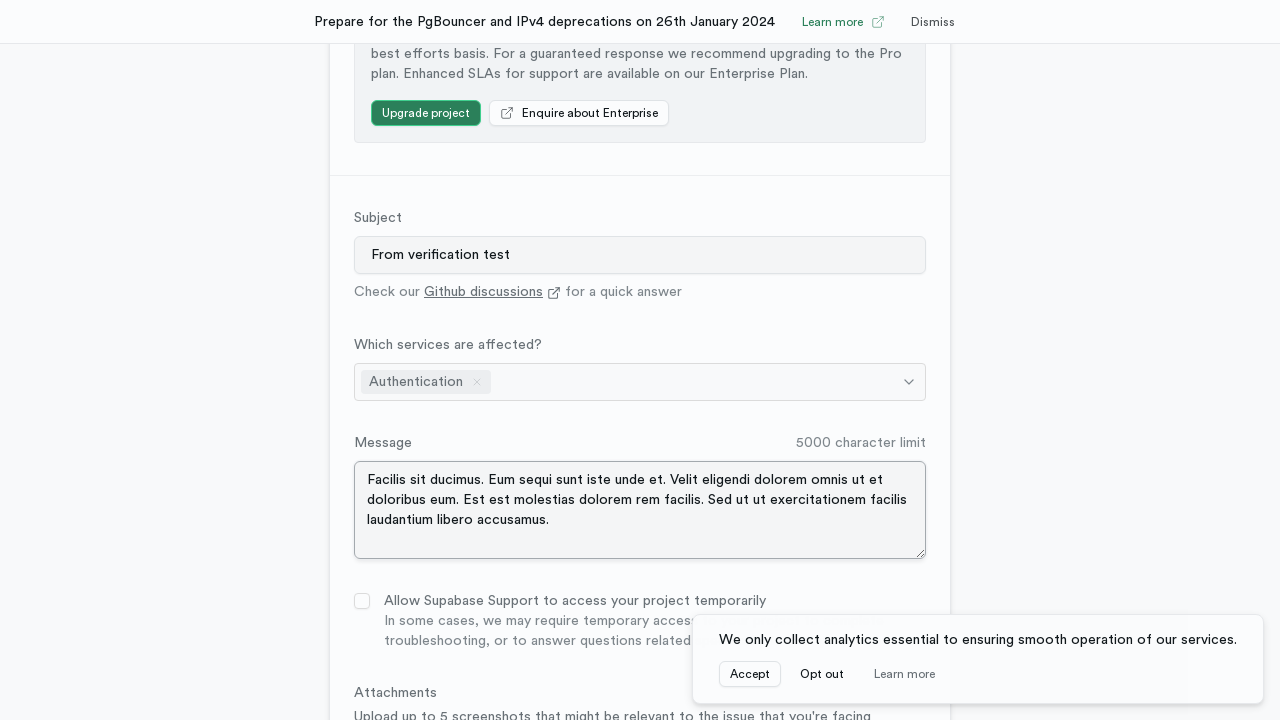 Prepare for the PgBouncer and IPv4 deprecations on 26th January 2024 Learn more Dismiss
best efforts basis. For a guaranteed response we recommend upgrading to the Pro
plan. Enhanced SLAs for support are available on our Enterprise Plan.
Upgrade project Enquire about Enterprise
Subject
From verification test
Check our Github discussions for a quick answer
Which services are affected?
Authentication
Message 5000 character limit
Facilis sit ducimus. Eum sequi sunt iste unde et. Velit eligendi dolorem omnis ut et
doloribus eum. Est est molestias dolorem rem facilis. Sed ut ut exercitationem facilis
laudantium libero accusamus.
Allow Supabase Support to access your project temporarily
In some cases, we may require temporary access
troubleshooting, or to answer questions related
We only collect analytics essential to ensuring smooth operation of our services.
Accept Opt out Learn more
Attachments
Upload up to 5 screenshots that might be relevant to the issue that you're facing